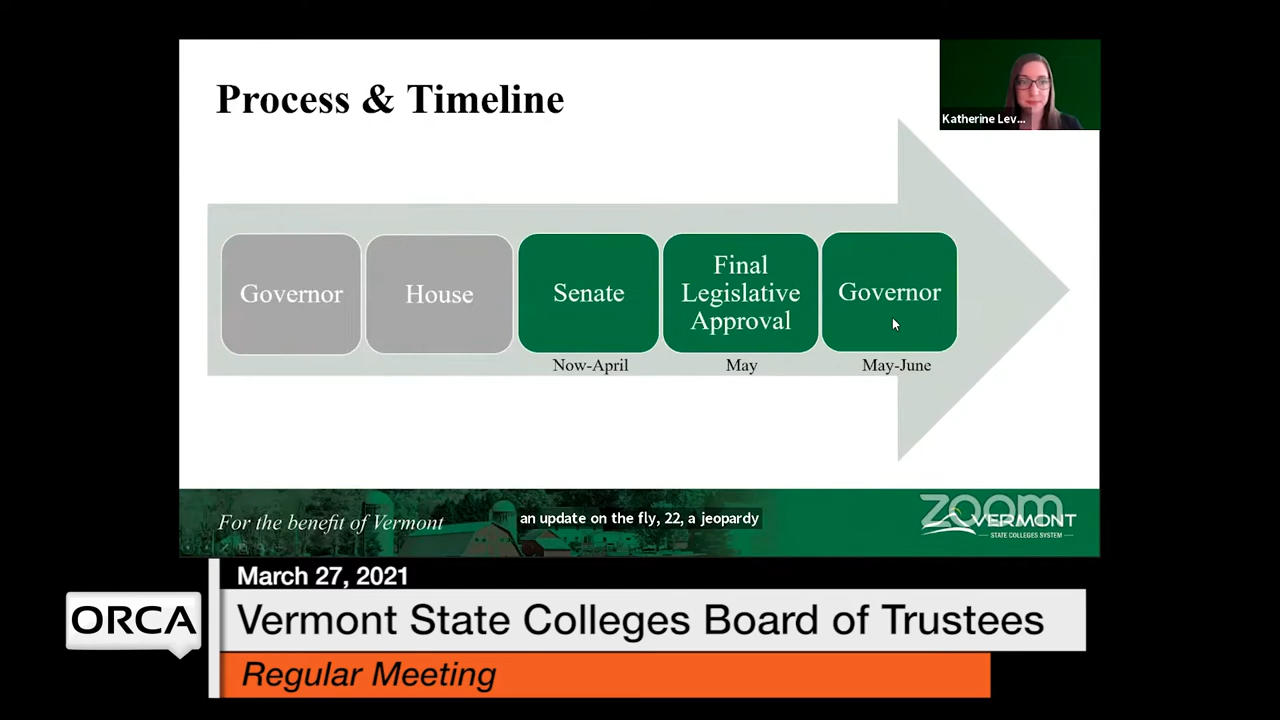 Process & Timeline
Katherine Lev...
Governor
House
Senate
Final
Legislative
Approval
Governor
Now-April
May
May-June
For the benefit of Vermont
an update on the fly, 22, a jeopardy
zoom
VERMONT
STATE COLLEGES SYSTEM
March 27, 2021
ORCA
Vermont State Colleges Board of Trustees
Regular Meeting